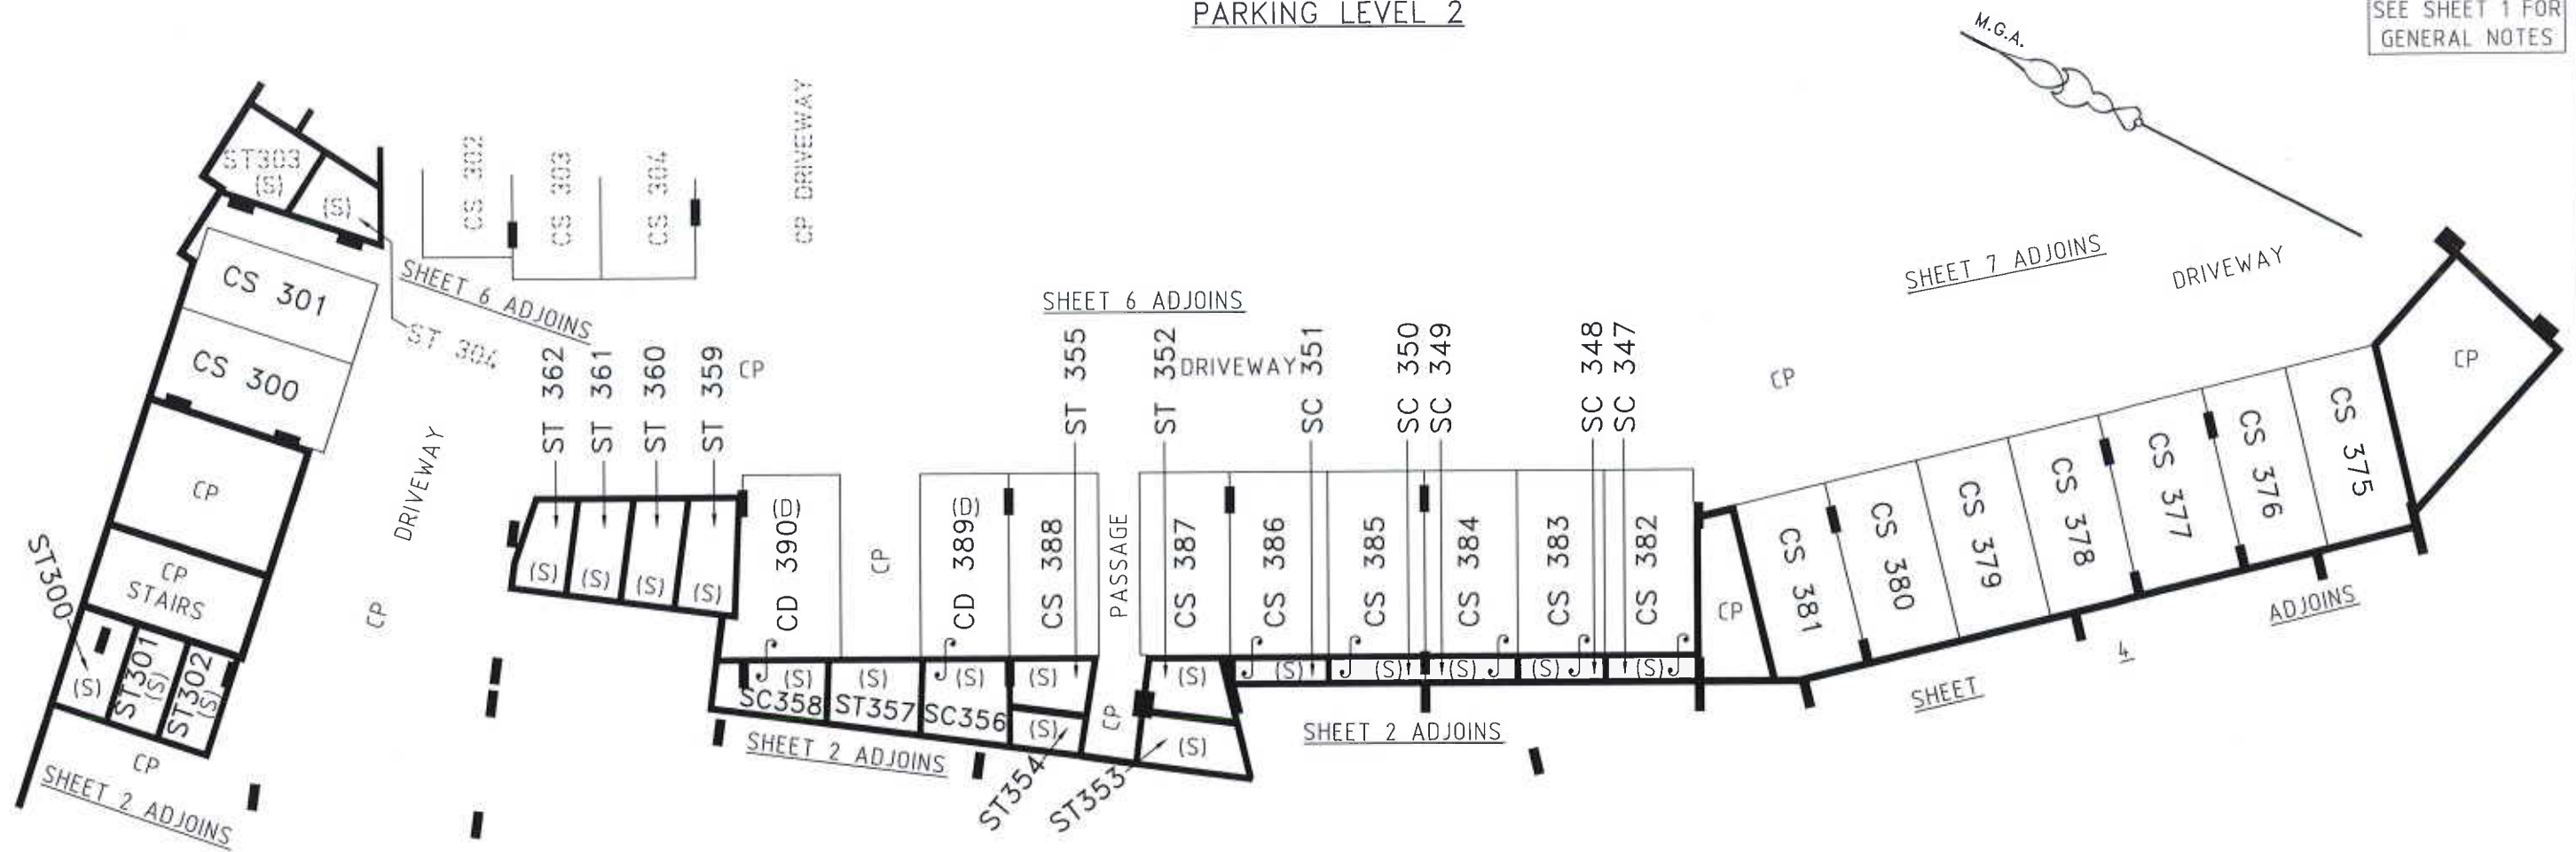 PARKING LEVEL 2
SEE SHEET 1 FOR
GENERAL NOTES
M.G.A.
ST303
(S)
(S)
CS 302
CS 303
CS 304
CP DRIVEWAY
CS 301
CS 300
SHEET 6 ADJOINS
ST 304
CP
DRIVEWAY
CP
CP
STAIRS
ST300
(S)
ST301
(S)
ST302
(S)
CP
SHEET 2 ADJOINS
ST 362
ST 361
ST 360
ST 359
CP
(S)
(S)
(S)
(S)
SHEET 6 ADJOINS
ST 355
ST 352
DRIVEWAY
SC 351
SC 350
SC 349
SC 348
SC 347
CD 390
(D)
CP
CD 389
(D)
CS 388
PASSAGE
CS 387
CS 386
CS 385
CS 384
CS 383
CS 382
(S)
SC358
(S)
ST357
(S)
SC356
(S)
(S)
CP
(S)
(S)
(S)
(S)
(S)
(S)
(S)
ST354
ST353
SHEET 2 ADJOINS
SHEET 2 ADJOINS
SHEET 7 ADJOINS
DRIVEWAY
CP
CP
CS 381
CS 380
CS 379
CS 378
CS 377
CS 376
CS 375
CP
SHEET
4
ADJOINS